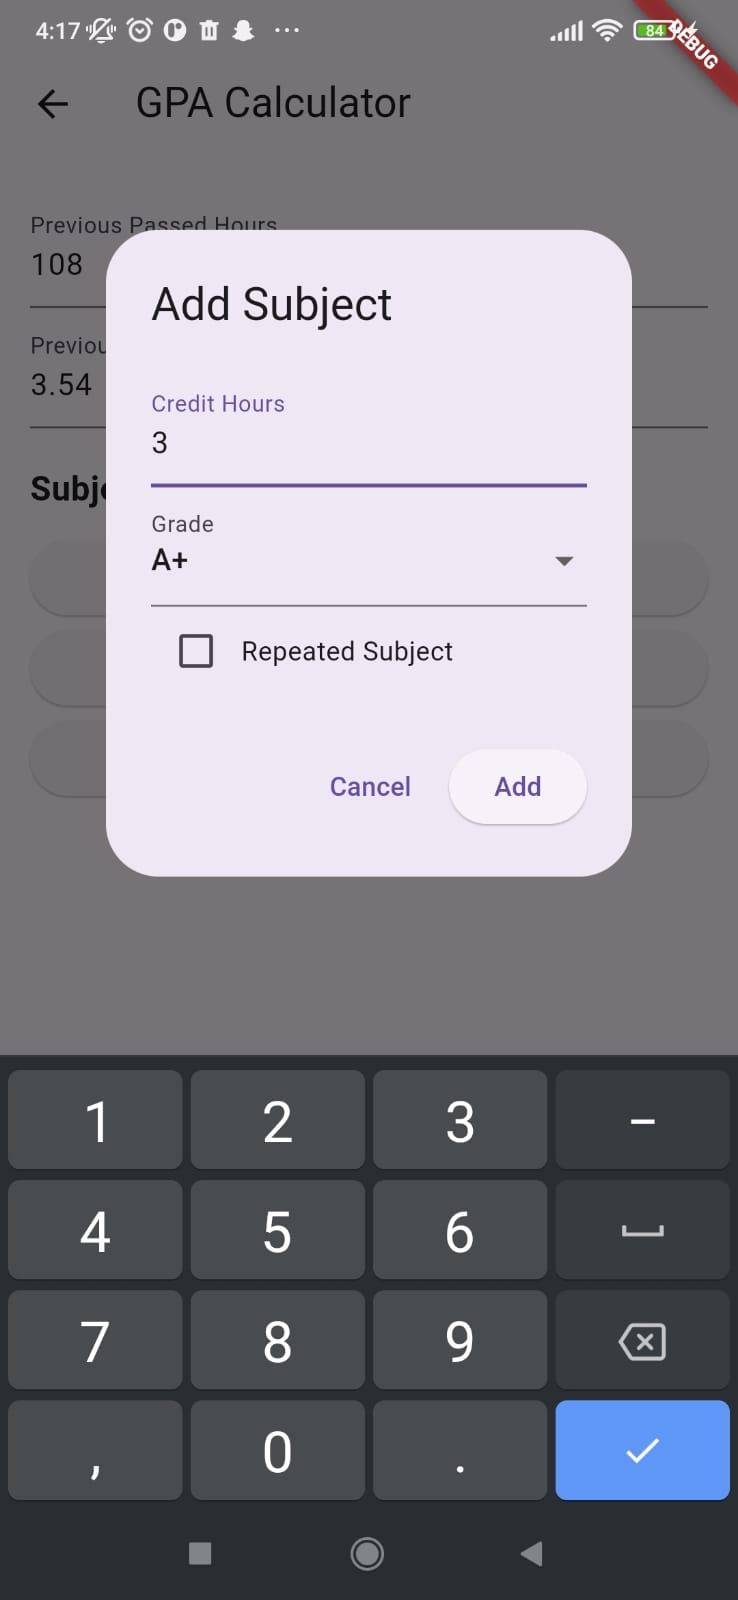 4:17
84
DEBUG
GPA Calculator
Previous Passed Hours
108
Add Subject
Previou
3.54
Credit Hours
3
Subje
Grade
A+
Repeated Subject
Cancel
Add
1 2 3 −
4 5 6
7 8 9
, 0 .